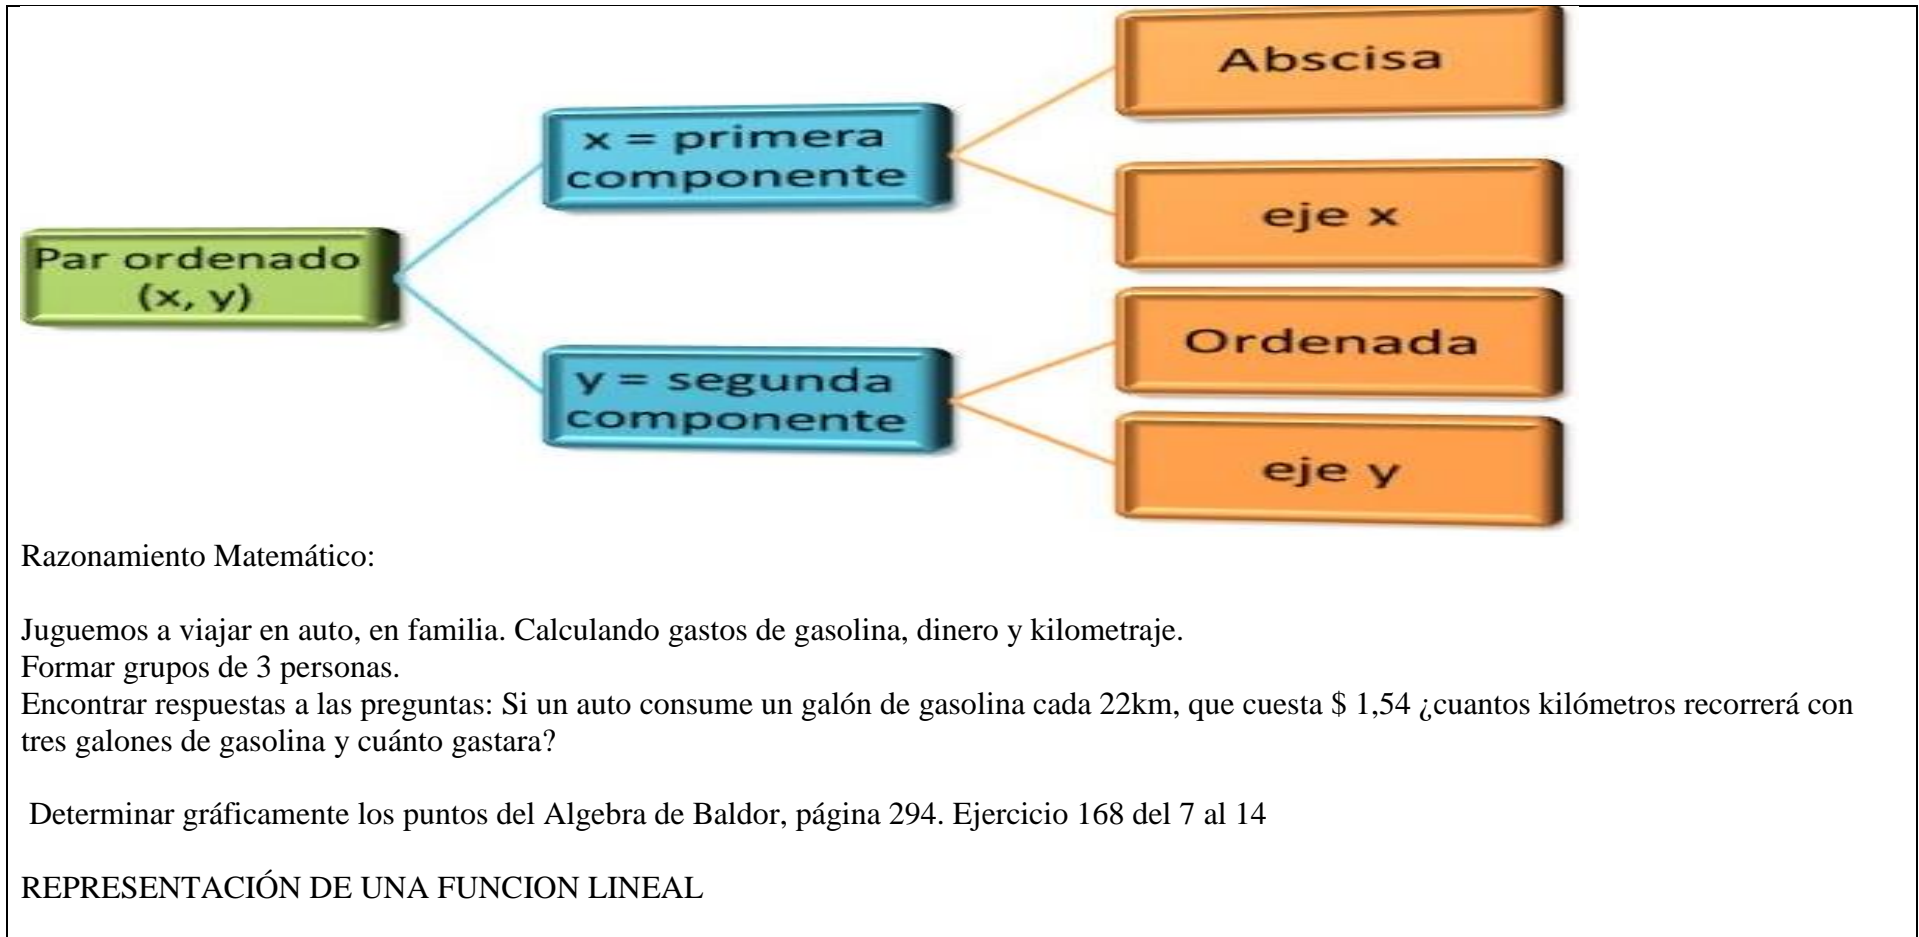 Par ordenado
(x, y)
x = primera
componente
Abscisa
eje x
y = segunda
componente
Ordenada
eje y
Razonamiento Matemático:
Juguemos a viajar en auto, en familia. Calculando gastos de gasolina, dinero y kilometraje.
Formar grupos de 3 personas.
Encontrar respuestas a las preguntas: Si un auto consume un galón de gasolina cada 22km, que cuesta $ 1,54 ¿cuantos kilómetros recorrerá con
tres galones de gasolina y cuánto gastara?
Determinar gráficamente los puntos del Algebra de Baldor, página 294. Ejercicio 168 del 7 al 14
REPRESENTACIÓN DE UNA FUNCION LINEAL